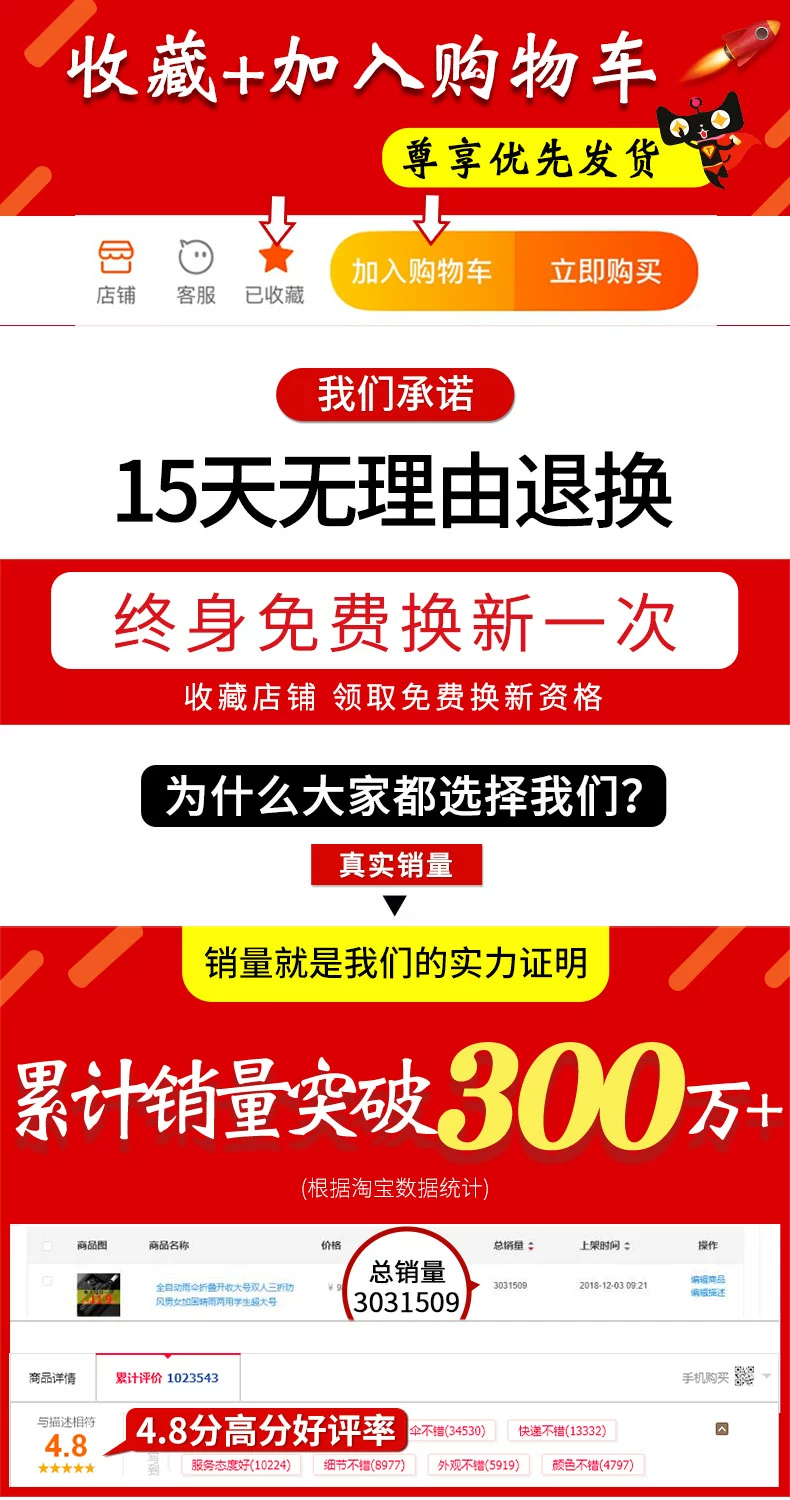 收藏+加入购物车
尊享优先发货
店铺
客服
已收藏
加入购物车
立即购买
我们承诺
15天无理由退换
终身免费换新一次
收藏店铺 领取免费换新资格
为什么大家都选择我们?
真实销量
销量就是我们的实力证明
累计销量突破300万+
(根据淘宝数据统计)
商品图
商品名称
价格
总销量
上架时间
操作
全自动雨伞折叠开收大号双人三折防
风男女加固晴雨两用学生超大号
总销量
3031509
3031509
2018-12-03 09:21
编辑商品
编辑描述
商品详情
累计评价 1023543
手机购买
与描述相符
4.8
4.8分高分好评率
伞不错(34530)
快递不错(13332)
服务态度好(10224)
细节不错(8977)
外观不错(5919)
颜色不错(4797)